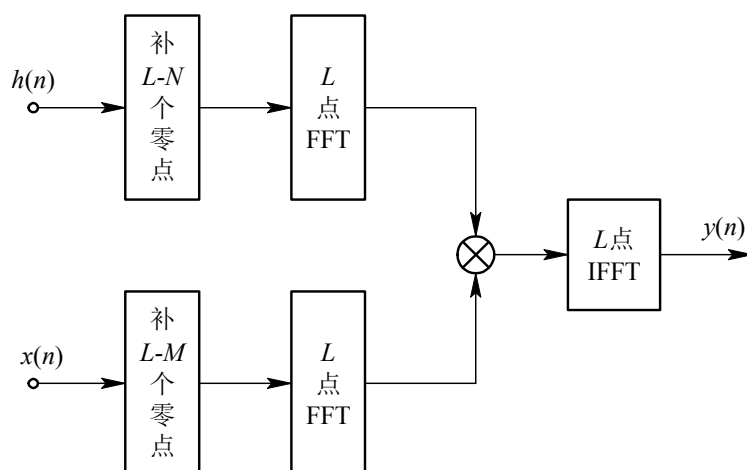 h(n)
补
L-N
个
零
点
L
点
FFT
x(n)
补
L-M
个
零
点
L
点
FFT
L点
IFFT
y(n)